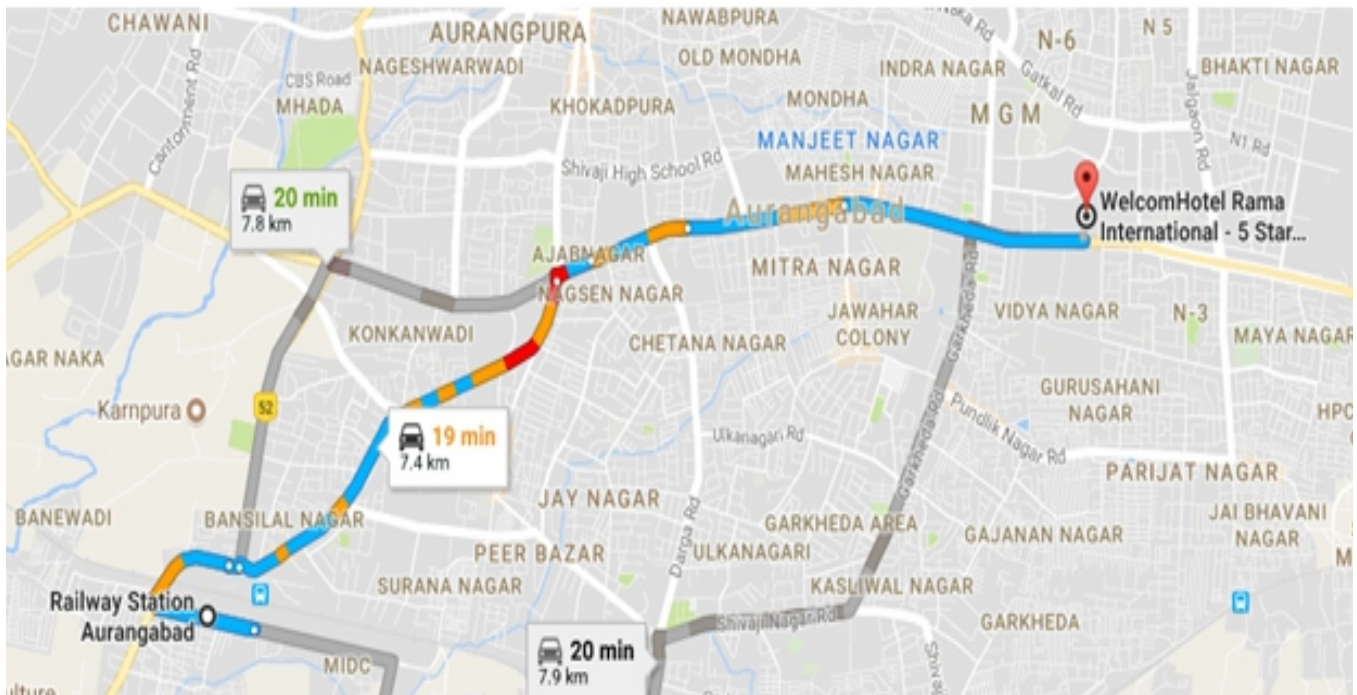 CHAWANI
AURANGPURA
NAWABPURA
N-6
N 5
CBS Road
NAGESHWARWADI
OLD MONDHA
INDRA NAGAR
Gatkal Rd
BHAKTI NAGAR
MHADA
KHOKADPURA
MONDHA
MGM
Jalgaon Rd
N1 Rd
Cantonment Rd
MANJEET NAGAR
Shivaji High School Rd
MAHESH NAGAR
20 min
7.8 km
Aurangabad
WelcomHotel Rama
International - 5 Star...
AJABNAGAR
MITRA NAGAR
NAGSEN NAGAR
Garkheda Rd
VIDYA NAGAR
N-3
KONKANWADI
CHETANA NAGAR
JAWAHAR
COLONY
MAYA NAGAR
AGAR NAKA
GURUSAHANI
NAGAR
Karnpura
52
HPC
19 min
7.4 km
Ulkanagari Rd
Pundlik Nagar Rd
Garkheda Rd
PARIJAT NAGAR
JAY NAGAR
BANEWADI
BANSILAL NAGAR
GARKHEDA AREA
GAJANAN NAGAR
JAI BHAVANI
NAGAR
PEER BAZAR
Darga Rd
ULKANAGARI
SURANA NAGAR
KASLIWAL NAGAR
Railway Station
Aurangabad
Shivaji Nagar Rd
GARKHEDA
MIDC
20 min
7.9 km